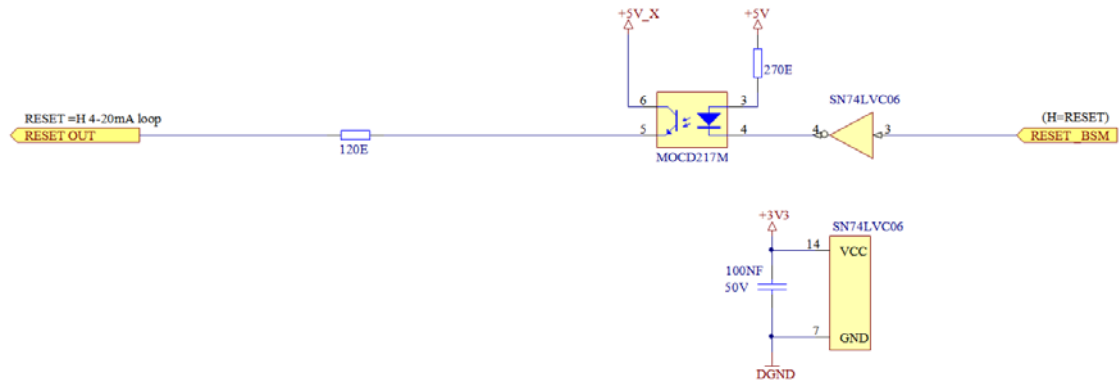 +5V_X
+5V
270E
SN74LVC06
6
3
RESET =H 4-20mA loop
(H=RESET)
RESET OUT
120E
5
4
4
3
RESET_BSM
MOCD217M
+3V3
SN74LVC06
14
VCC
100NF
50V
7
GND
DGND